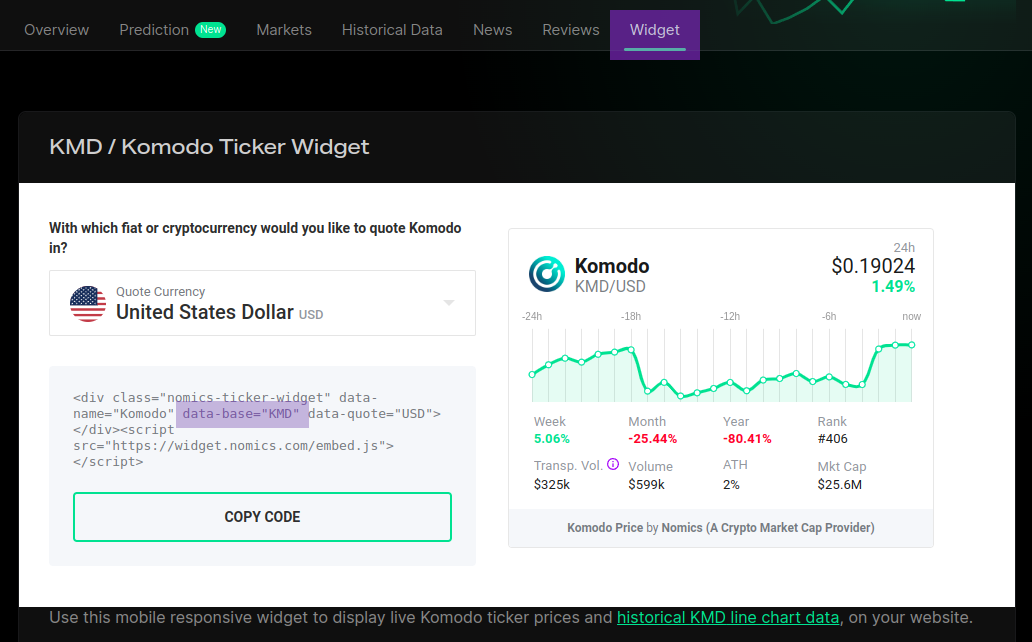 Overview Prediction New Markets Historical Data News Reviews Widget
KMD / Komodo Ticker Widget
With which fiat or cryptocurrency would you like to quote Komodo
in?
Quote Currency
United States Dollar USD
<div class="nomics-ticker-widget" data-
name="Komodo" data-base="KMD" data-quote="USD">
</div><script
src="https://widget.nomics.com/embed.js">
</script>
COPY CODE
24h
Komodo $0.19024
KMD/USD 1.49%
-24h -18h -12h -6h now
Week Month Year Rank
5.06% -25.44% -80.41% #406
Transp. Vol. Volume ATH Mkt Cap
$325k $599k 2% $25.6M
Komodo Price by Nomics (A Crypto Market Cap Provider)
Use this mobile responsive widget to display live Komodo ticker prices and historical KMD line chart data, on your website.